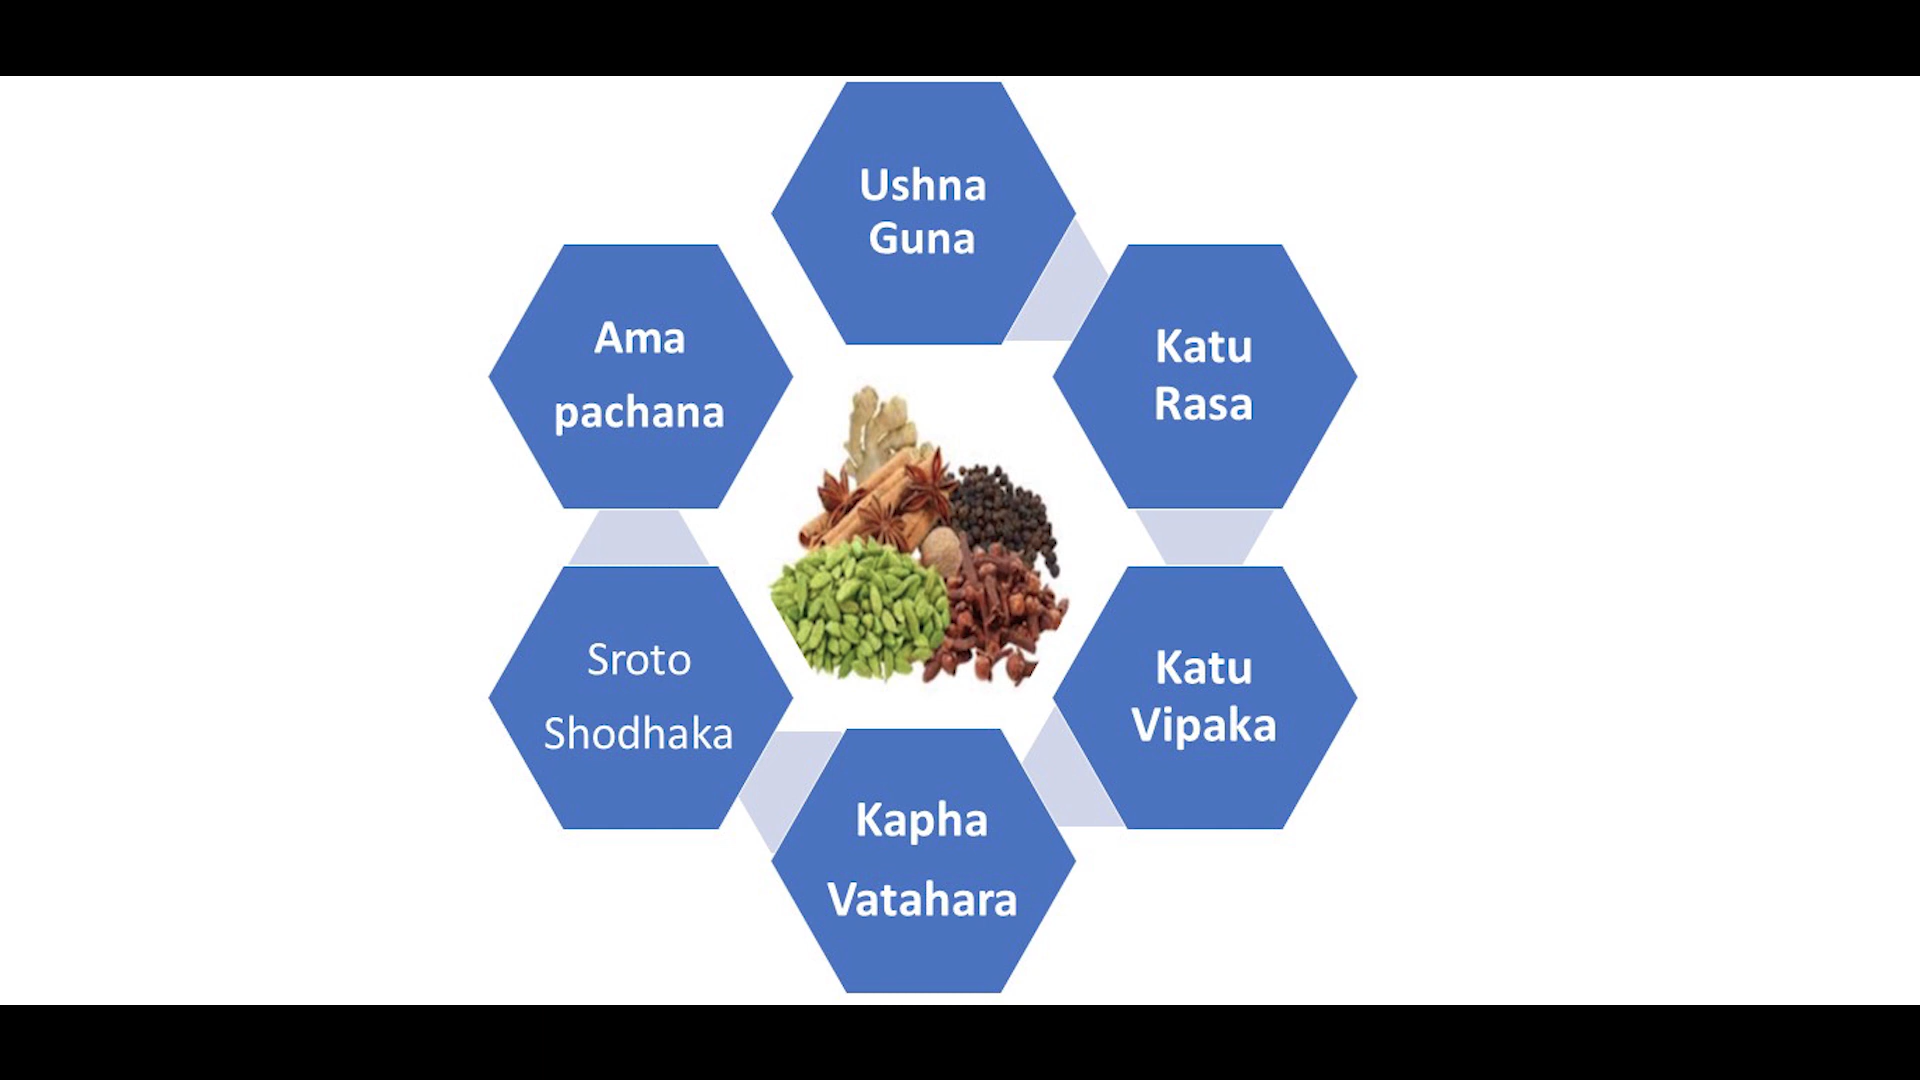 Ushna
Guna
Katu
Rasa
Katu
Vipaka
Kapha
Vatahara
Sroto
Shodhaka
Ama
pachana